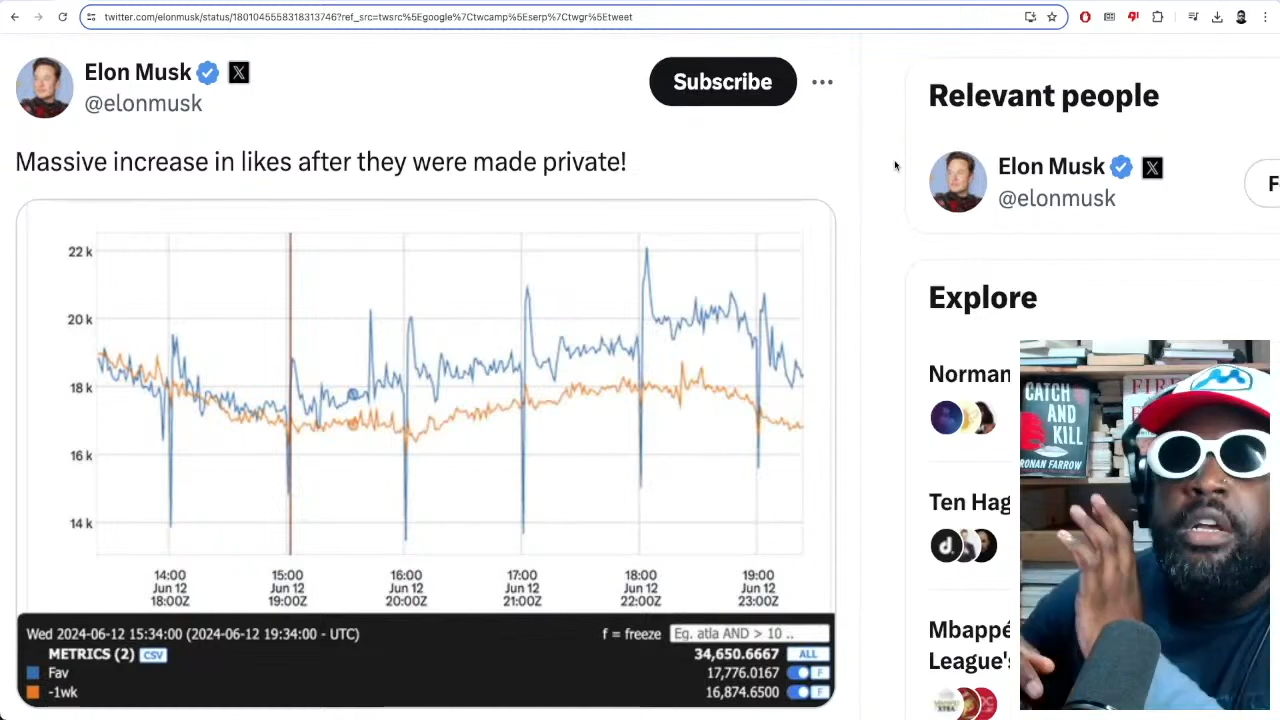 twitter.com/elonmusk/status/1801045558318313746?ref_src=twsrc%5Egoogle%7Ctwcamp%5Eserp%7Ctwgr%5Etweet
Elon Musk
@elonmusk
Subscribe
Massive increase in likes after they were made private!
22 k
20 k
18 k
16 k
14 k
14:00
Jun 12
18:00Z
15:00
Jun 12
19:00Z
16:00
Jun 12
20:00Z
17:00
Jun 12
21:00Z
18:00
Jun 12
22:00Z
19:00
Jun 12
23:00Z
Wed 2024-06-12 15:34:00 (2024-06-12 19:34:00 - UTC)
f = freeze
Eg. atla AND > 10 ..
METRICS (2) CSV
34,650.6667 ALL
Fav
17,776.0167 F
-1wk
16,874.6500 F
Relevant people
Elon Musk
@elonmusk
F
Explore
Norman
Ten Hag
Mbappé
League's
CATCH
AND
KILL
RONAN FARROW
FIRE